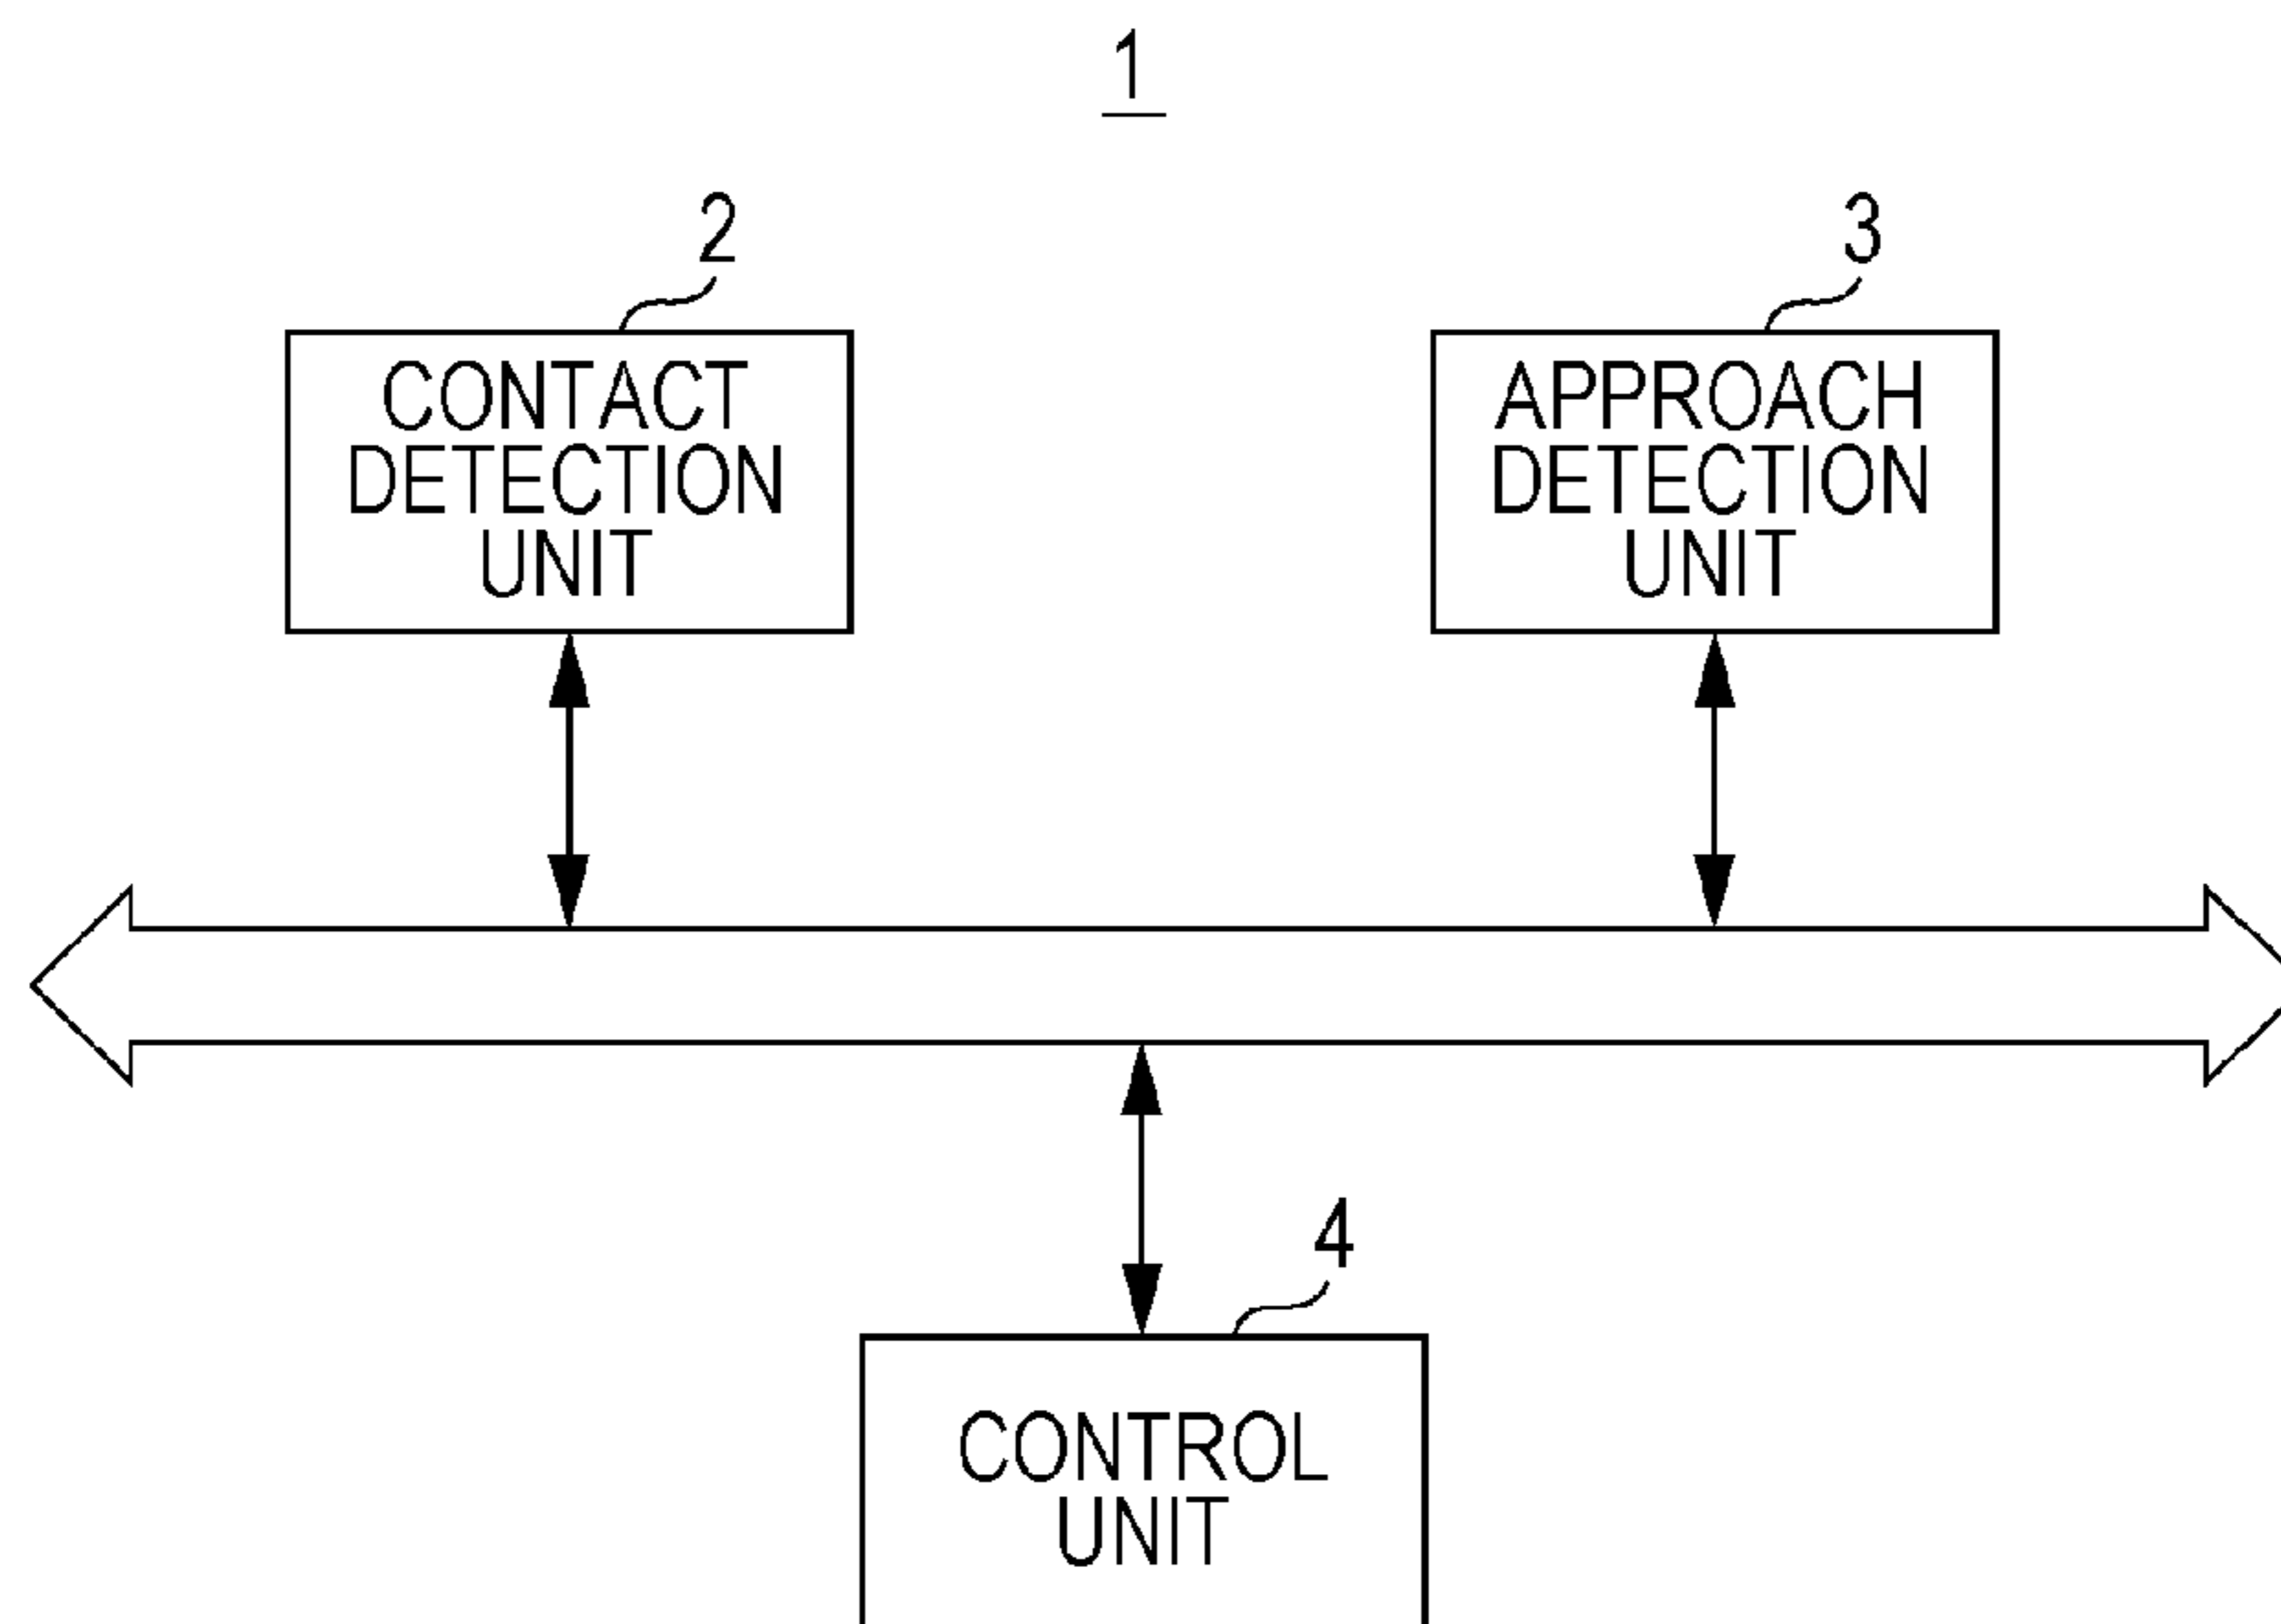 1
2
3
CONTACT
DETECTION
UNIT
APPROACH
DETECTION
UNIT
4
CONTROL
UNIT